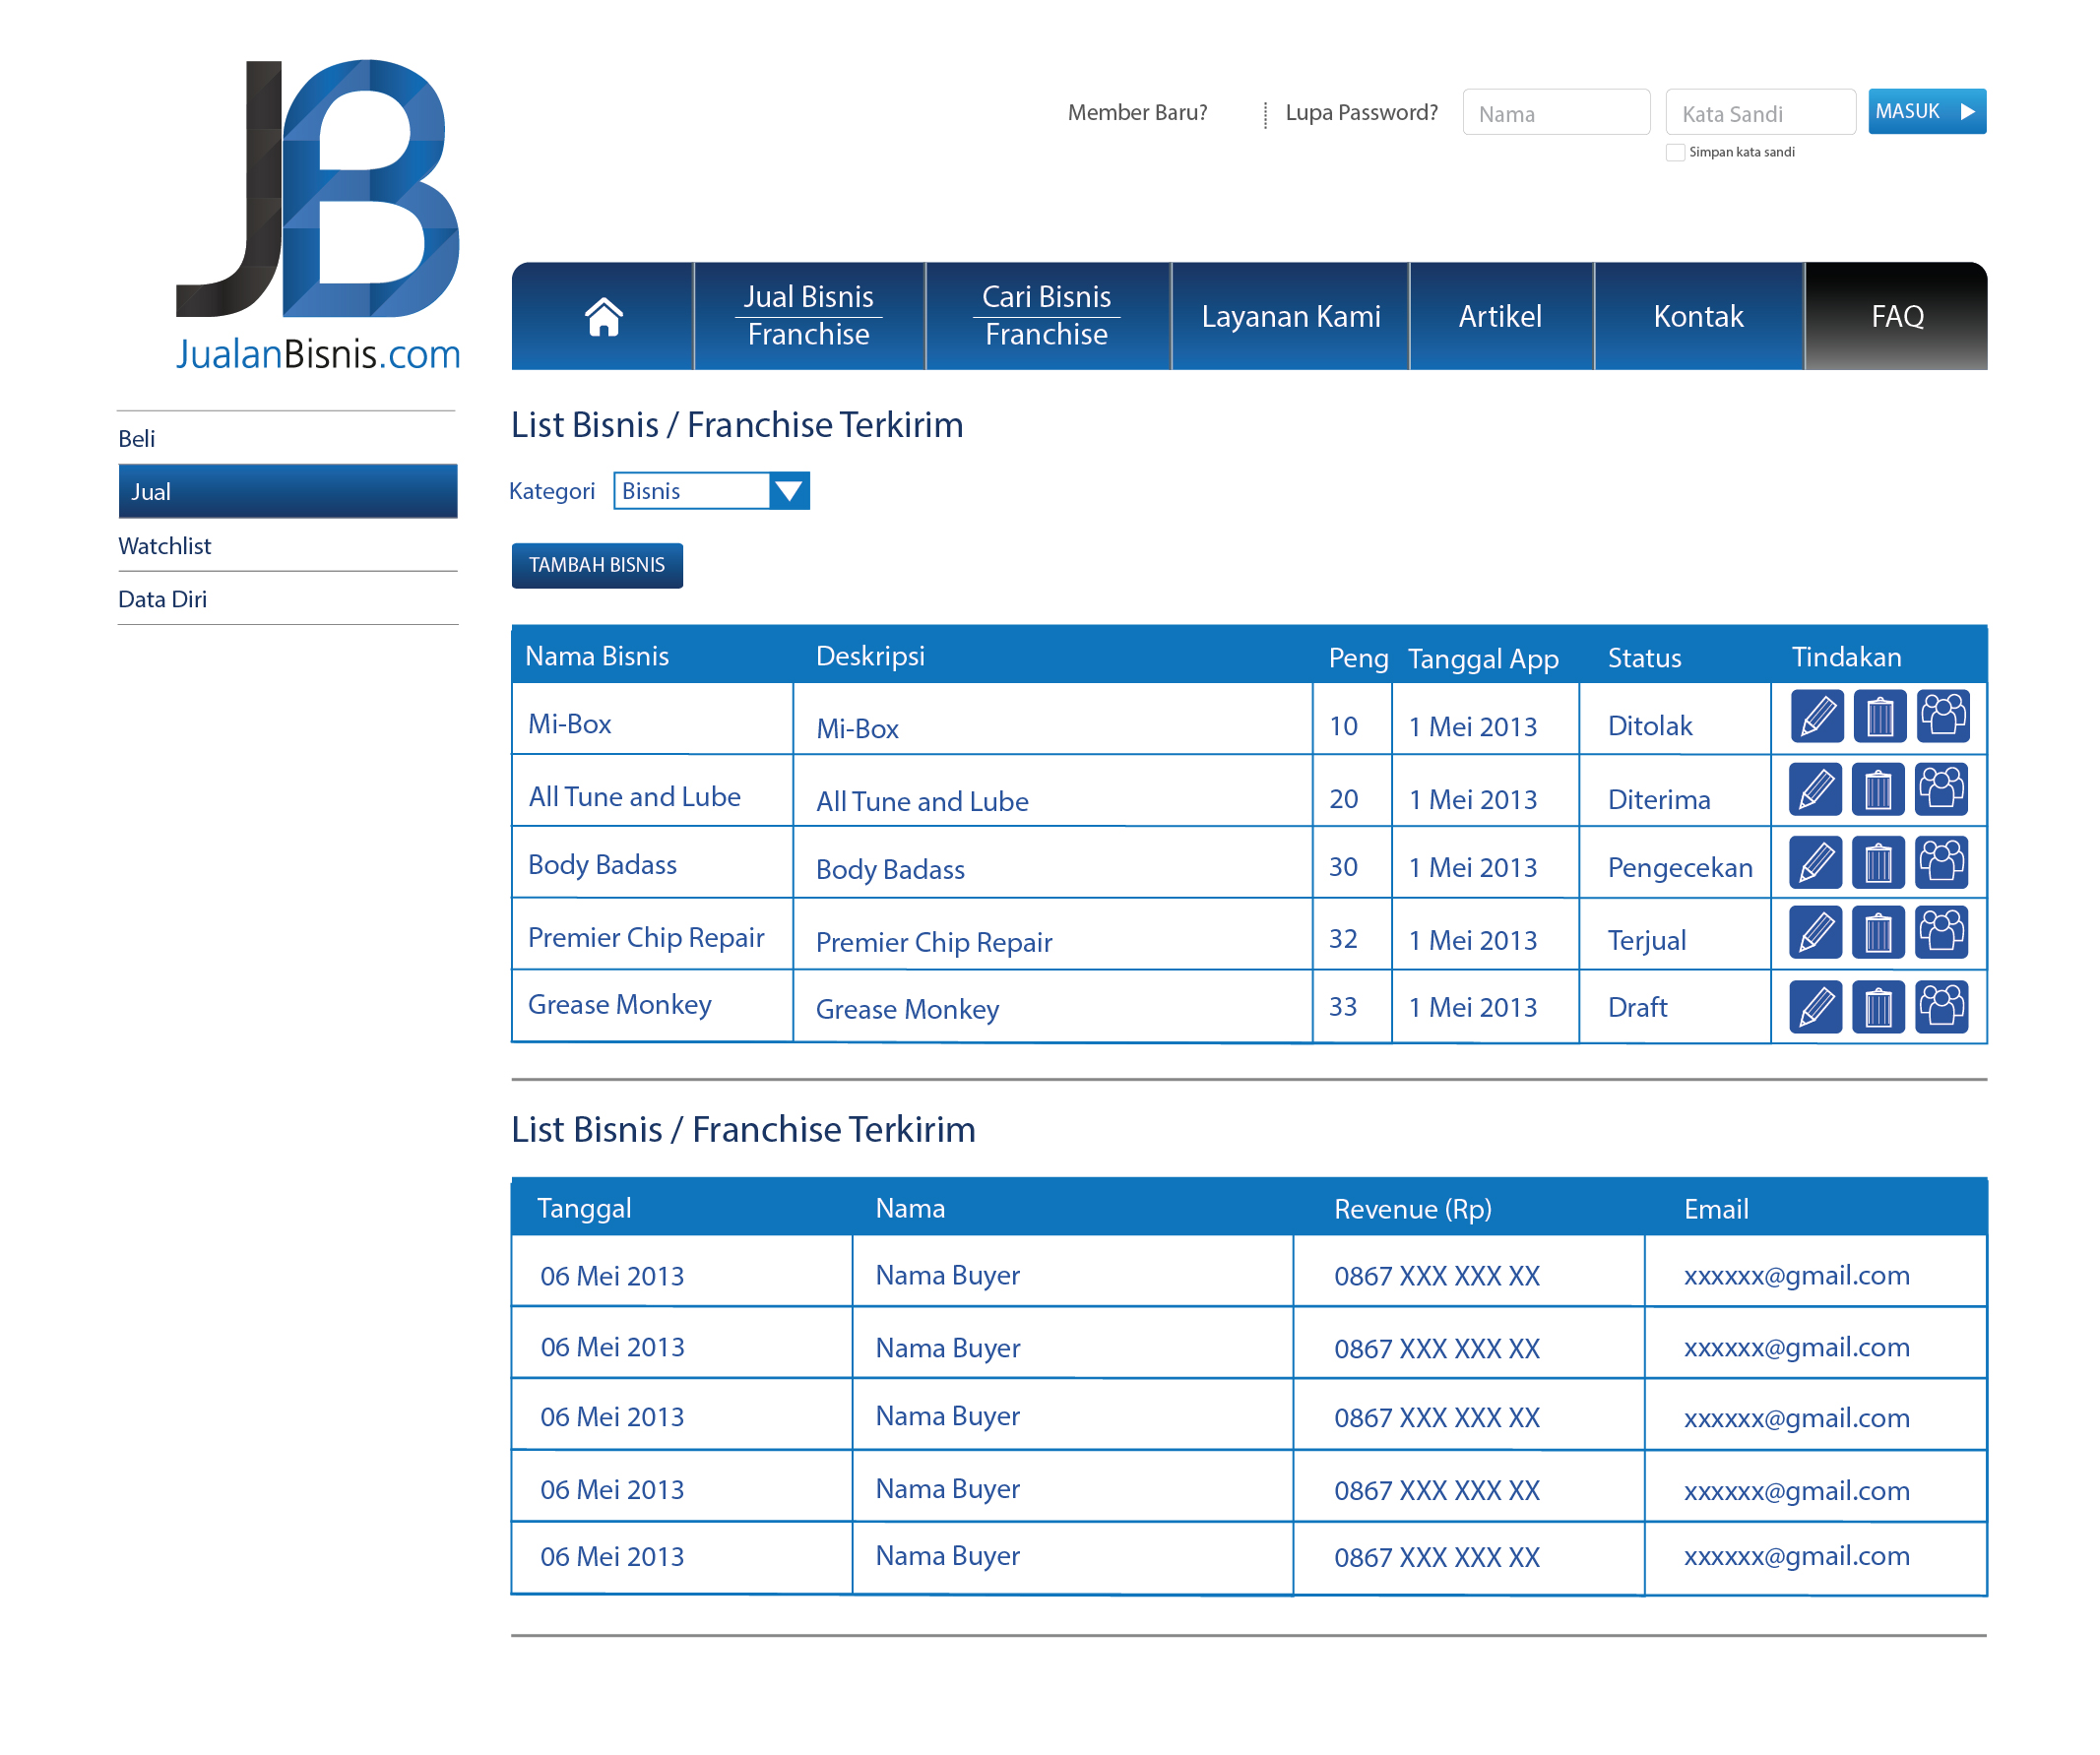 JB
JualanBisnis.com
Member Baru? Lupa Password? Nama Kata Sandi MASUK
Simpan kata sandi
Jual Bisnis
Franchise
Cari Bisnis
Franchise
Layanan Kami Artikel Kontak FAQ
Beli
Jual
Watchlist
Data Diri
List Bisnis / Franchise Terkirim
Kategori Bisnis
TAMBAH BISNIS
Nama Bisnis Deskripsi Peng Tanggal App Status Tindakan
Mi-Box Mi-Box 10 1 Mei 2013 Ditolak
All Tune and Lube All Tune and Lube 20 1 Mei 2013 Diterima
Body Badass Body Badass 30 1 Mei 2013 Pengecekan
Premier Chip Repair Premier Chip Repair 32 1 Mei 2013 Terjual
Grease Monkey Grease Monkey 33 1 Mei 2013 Draft
List Bisnis / Franchise Terkirim
Tanggal Nama Revenue (Rp) Email
06 Mei 2013 Nama Buyer 0867 XXX XXX XX xxxxxx@gmail.com
06 Mei 2013 Nama Buyer 0867 XXX XXX XX xxxxxx@gmail.com
06 Mei 2013 Nama Buyer 0867 XXX XXX XX xxxxxx@gmail.com
06 Mei 2013 Nama Buyer 0867 XXX XXX XX xxxxxx@gmail.com
06 Mei 2013 Nama Buyer 0867 XXX XXX XX xxxxxx@gmail.com